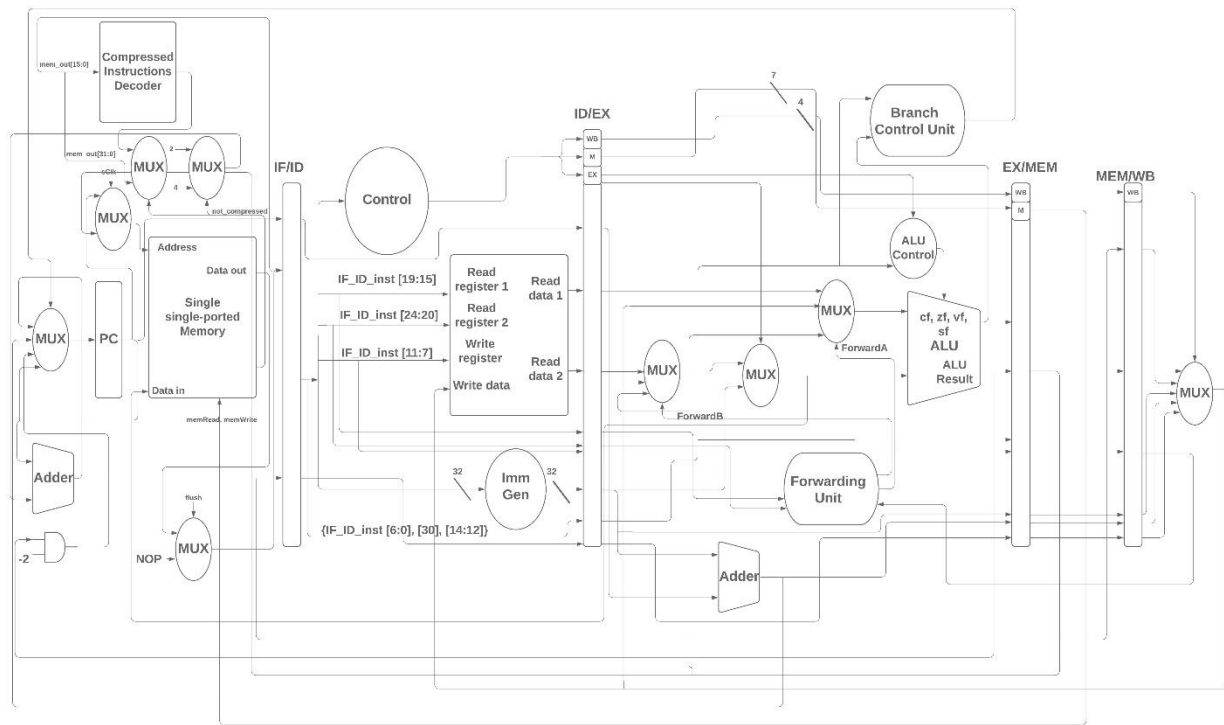 mem_out[15:0]
Compressed
Instructions
Decoder
mem_out[31:0]
sClk
MUX
2
4
MUX
MUX
not_compressed
IF/ID
Control
ID/EX
WB
M
EX
7
4
Branch
Control Unit
EX/MEM
WB
M
MEM/WB
WB
Address
Data out
Single
single-ported
Memory
Data in
memRead, memWrite
MUX
PC
Adder
-2
flush
NOP
MUX
IF_ID_inst [19:15]
IF_ID_inst [24:20]
IF_ID_inst [11:7]
Read
register 1
Read
register 2
Write
register
Write data
Read
data 1
Read
data 2
32
Imm
Gen
32
{IF_ID_inst [6:0], [30], [14:12]}
ALU
Control
MUX
MUX
MUX
ForwardA
ForwardB
cf, zf, vf,
sf
ALU
ALU
Result
Forwarding
Unit
Adder
MUX